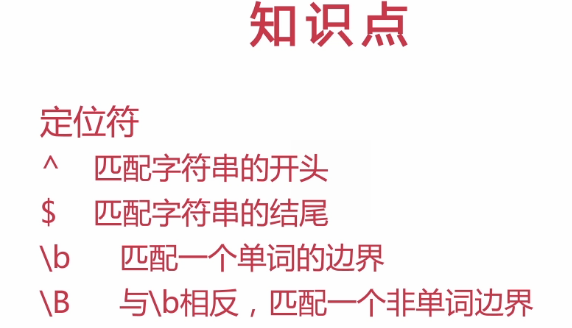 知识点
定位符
^ 匹配字符串的开头
$ 匹配字符串的结尾
\b 匹配一个单词的边界
\B 与\b相反，匹配一个非单词边界